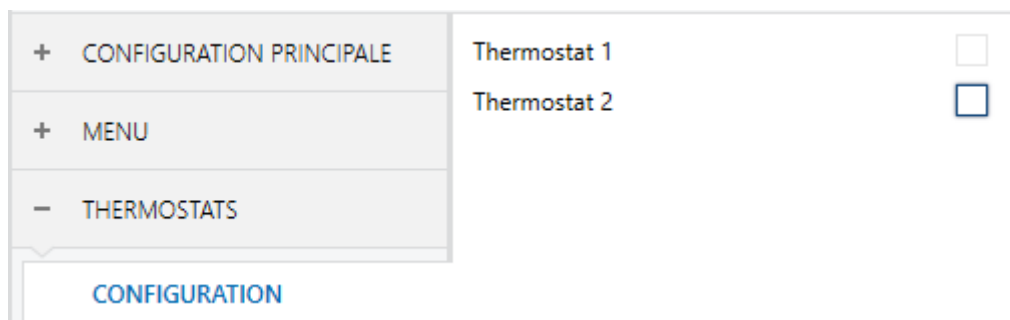 CONFIGURATION PRINCIPALE
MENU
THERMOSTATS
CONFIGURATION
Thermostat 1
Thermostat 2